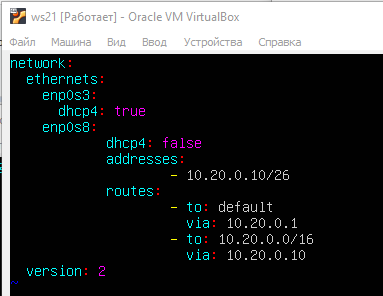 ws21 [Работает] - Oracle VM VirtualBox
Файл Машина Вид Ввод Устройства Справка
network:
  ethernets:
    enp0s3:
      dhcp4: true
    enp0s8:
            dhcp4: false
            addresses:
                    - 10.20.0.10/26
            routes:
                    - to: default
                      via: 10.20.0.1
                    - to: 10.20.0.0/16
                      via: 10.20.0.10
  version: 2
~